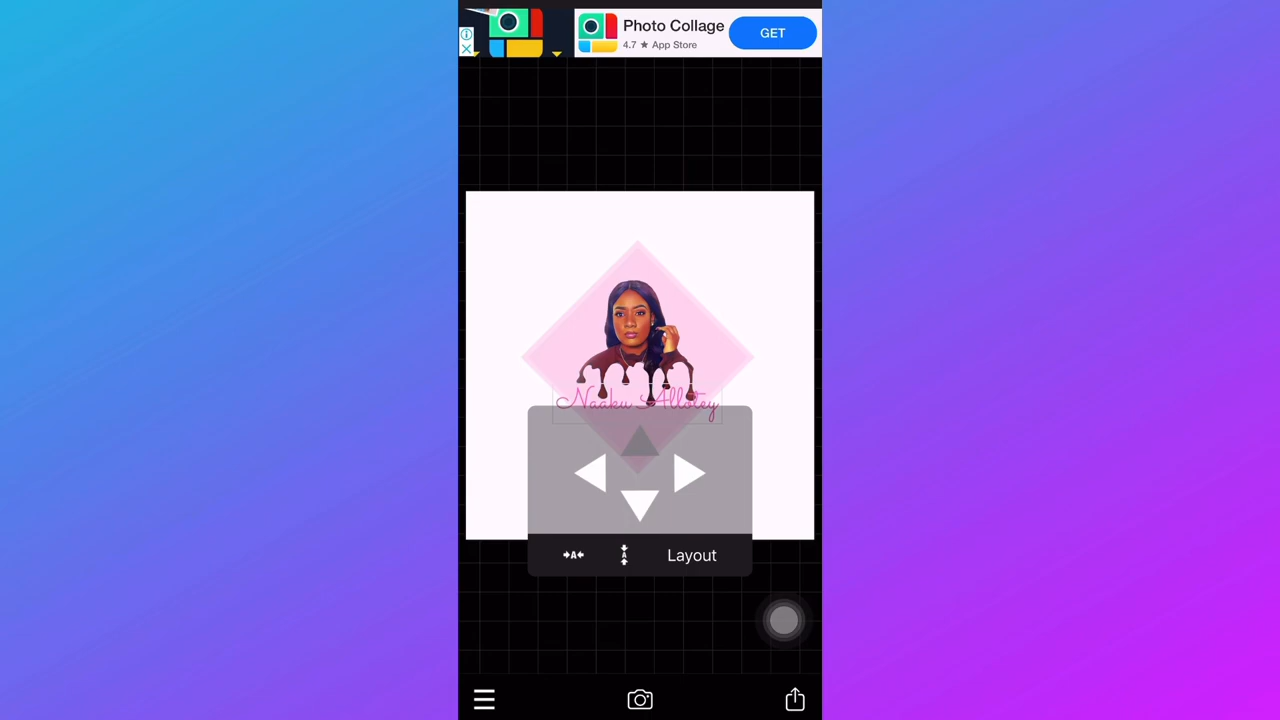 Photo Collage
4.7 ★ App Store
GET
Naaku Allotey
A
A
Layout